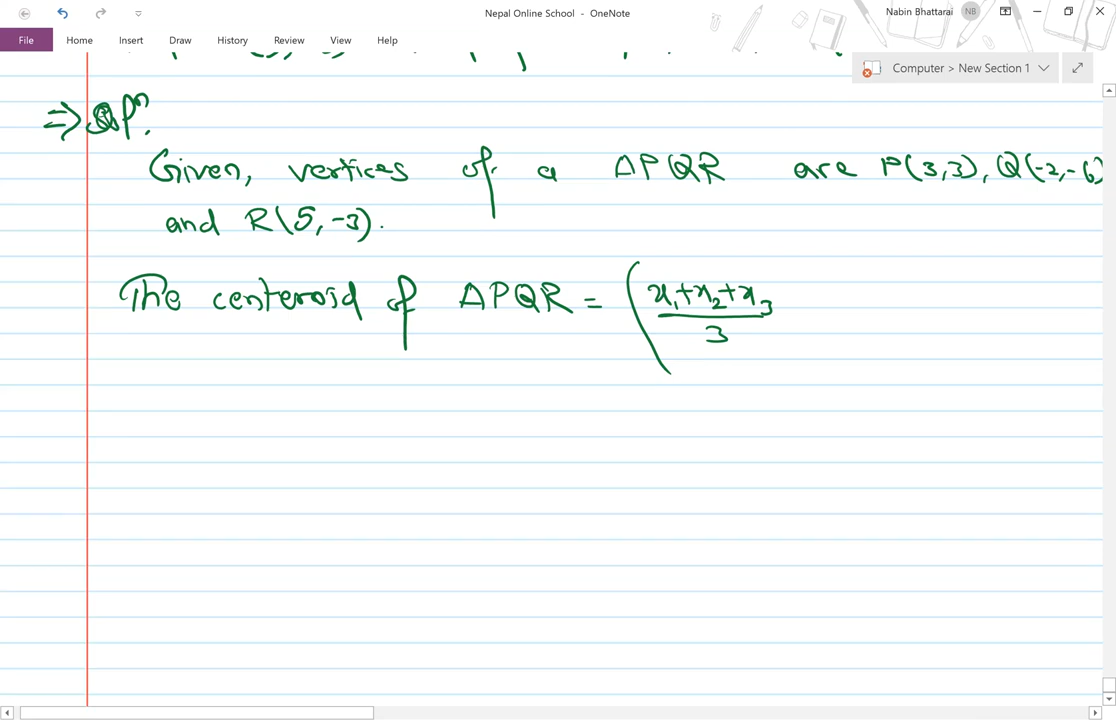 Nepal Online School - OneNote
Nabin Bhattarai NB
File Home Insert Draw History Review View Help
Computer > New Section 1
⇒ Solⁿ.
Given, vertices of a ΔPQR are P(3,3), Q(-2,-6)
and R(5,-3).
The centeroid of ΔPQR = (x₁+x₂+x₃
3